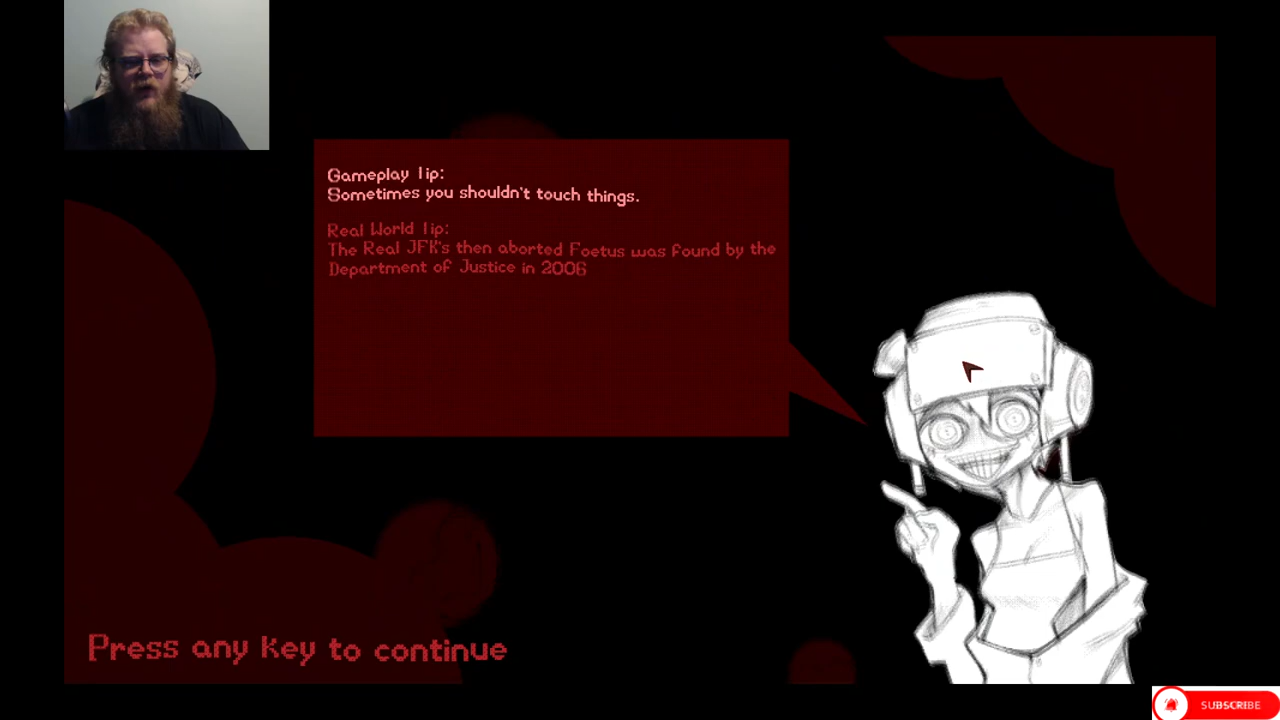 Gameplay Tip:
Sometimes you shouldn't touch things.
Real World Tip:
The Real JFK's then aborted Foetus was found by the
Department of Justice in 2006
Press any key to continue